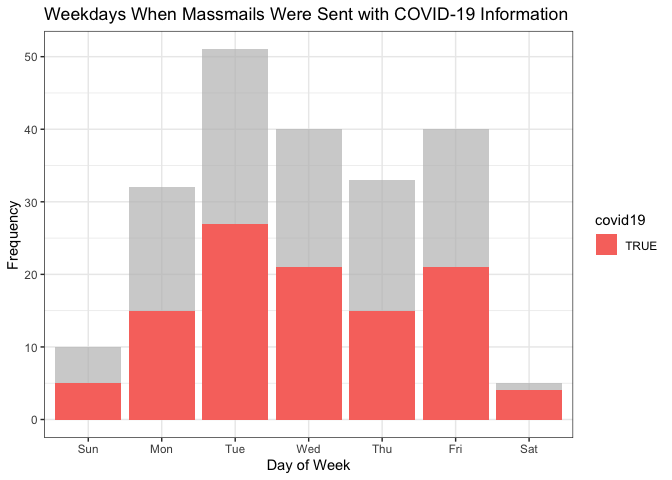 Weekdays When Massmails Were Sent with COVID-19 Information
Frequency
50
40
30
20
10
0
Sun Mon Tue Wed Thu Fri Sat
Day of Week
covid19
TRUE